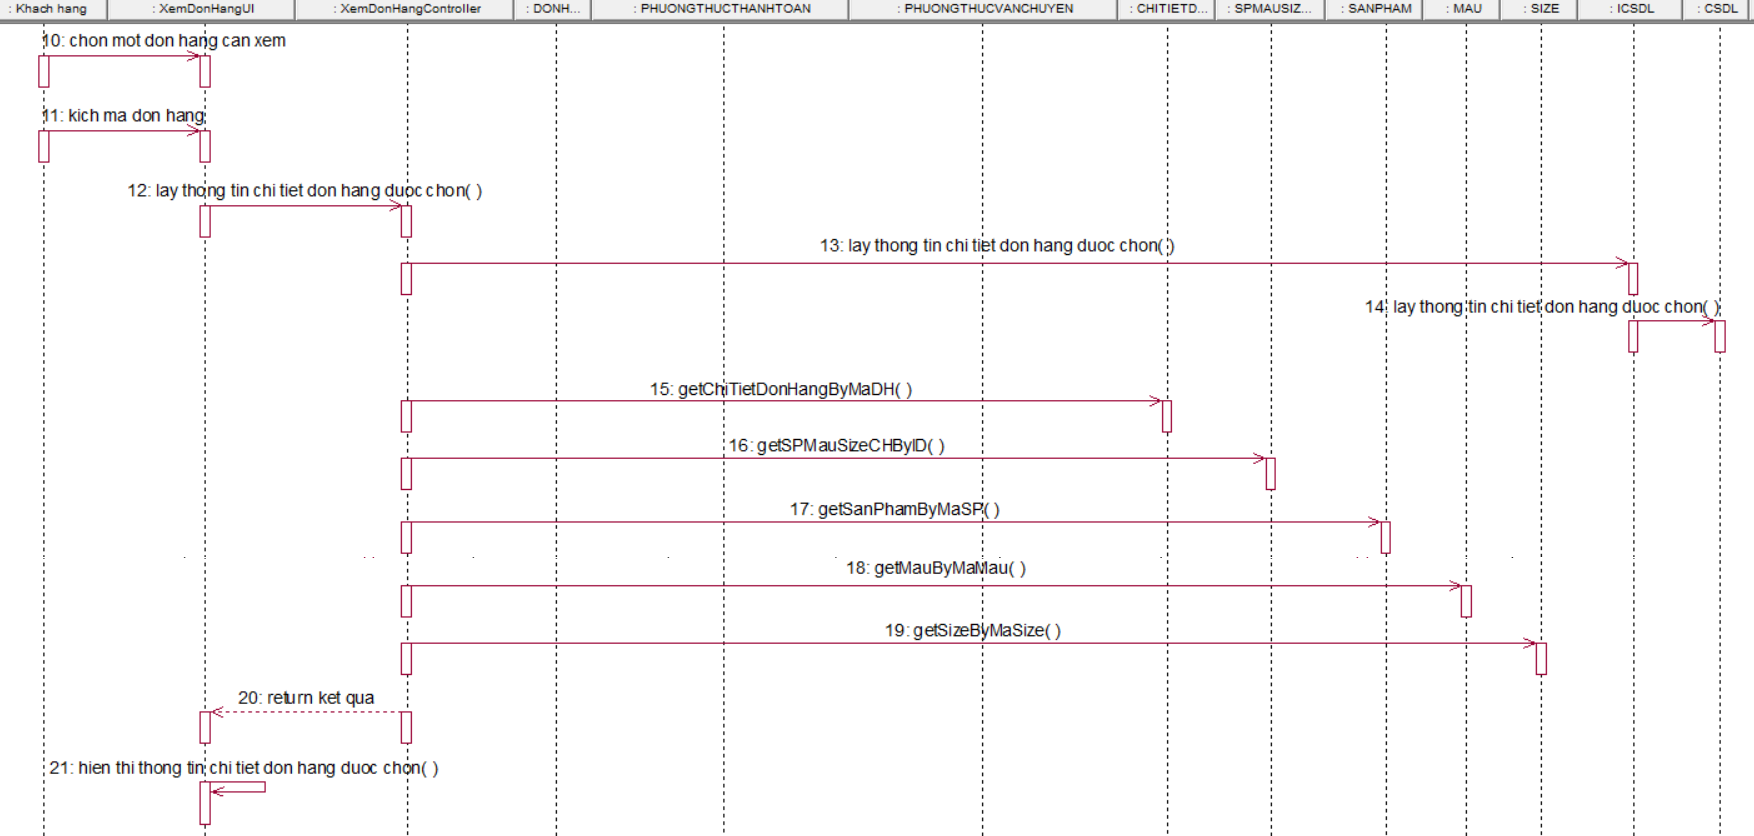 : Khach hang
: XemDonHangUI
: XemDonHangController
: DONH...
: PHUONGTHUCTHANHTOAN
: PHUONGTHUCVANCHUYEN
: CHITIETD...
: SPMAUSIZ...
: SANPHAM
: MAU
: SIZE
: ICSDL
: CSDL
10: chon mot don hang can xem
11: kich ma don hang
12: lay thong tin chi tiet don hang duoc chon( )
13: lay thong tin chi tiet don hang duoc chon( )
14: lay thong tin chi tiet don hang duoc chon( )
15: getChiTietDonHangByMaDH( )
16: getSPMauSizeCHByID( )
17: getSanPhamByMaSP( )
18: getMauByMaMau( )
19: getSizeByMaSize( )
20: return ket qua
21: hien thi thong tin chi tiet don hang duoc chon( )